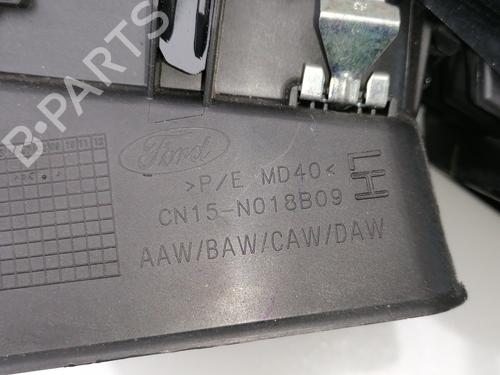 B-PARTS
Ford
>P/E MD40<
LH
CN15-N018B09
AAW/BAW/CAW/DAW